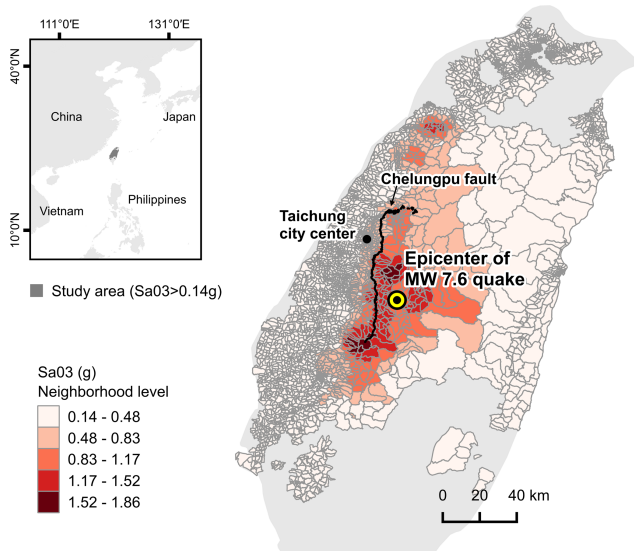 111°0'E
131°0'E
40°0'N
10°0'N
China
Japan
Vietnam
Philippines
Study area (Sa03>0.14g)
Sa03 (g)
Neighborhood level
0.14 - 0.48
0.48 - 0.83
0.83 - 1.17
1.17 - 1.52
1.52 - 1.86
Chelungpu fault
Taichung
city center
Epicenter of
MW 7.6 quake
0 20 40 km